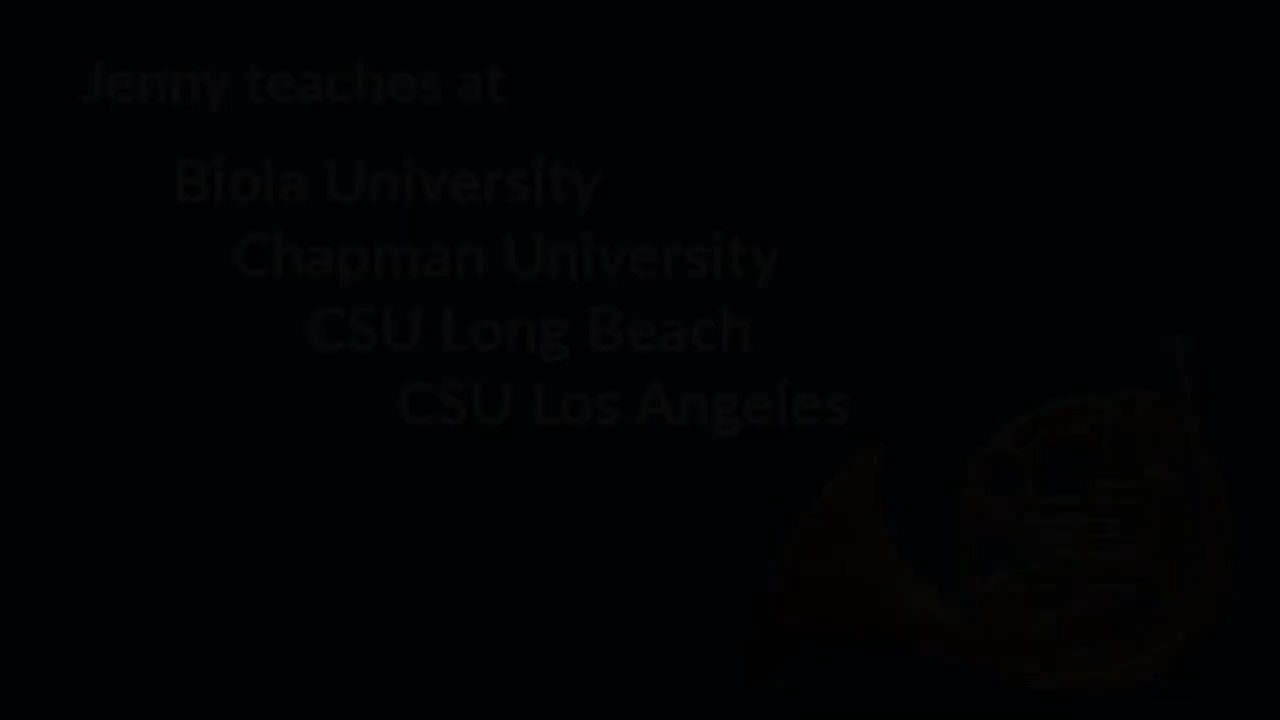 Jenny teaches at
Biola University
Chapman University
CSU Long Beach
CSU Los Angeles